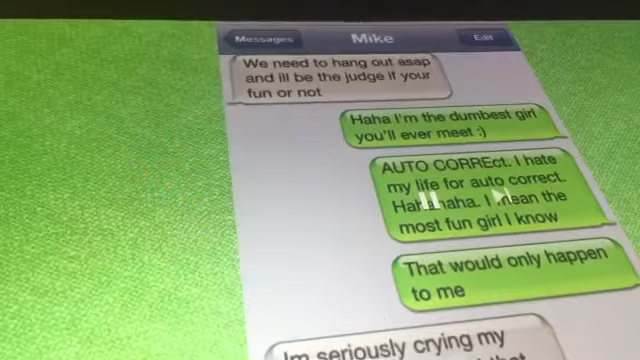 Messages
Mike
Edit
We need to hang out asap
and ill be the judge if your
fun or not
Haha I'm the dumbest girl
you'll ever meet :)
AUTO CORREct. I hate
my life for auto correct.
Hahahaha. I mean the
most fun girl I know
That would only happen
to me
Im seriously crying my
that